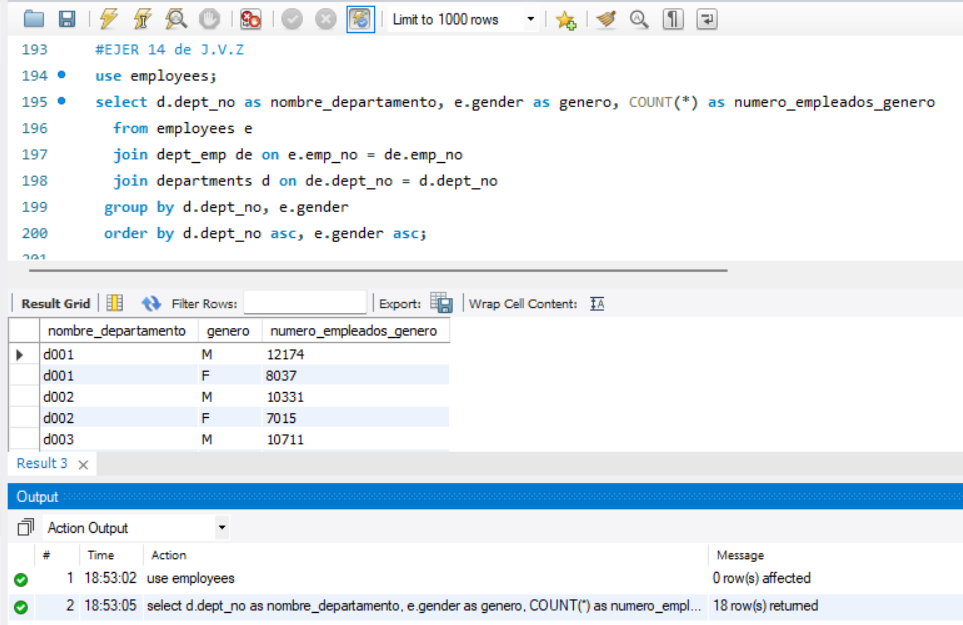 Limit to 1000 rows
193 #EJER 14 de J.V.Z
194 use employees;
195 select d.dept_no as nombre_departamento, e.gender as genero, COUNT(*) as numero_empleados_genero
196 from employees e
197 join dept_emp de on e.emp_no = de.emp_no
198 join departments d on de.dept_no = d.dept_no
199 group by d.dept_no, e.gender
200 order by d.dept_no asc, e.gender asc;
201
Result Grid Filter Rows: Export: Wrap Cell Content:
nombre_departamento genero numero_empleados_genero
d001 M 12174
d001 F 8037
d002 M 10331
d002 F 7015
d003 M 10711
Result 3
Output
Action Output
# Time Action Message
1 18:53:02 use employees 0 row(s) affected
2 18:53:05 select d.dept_no as nombre_departamento, e.gender as genero, COUNT(*) as numero_empl... 18 row(s) returned